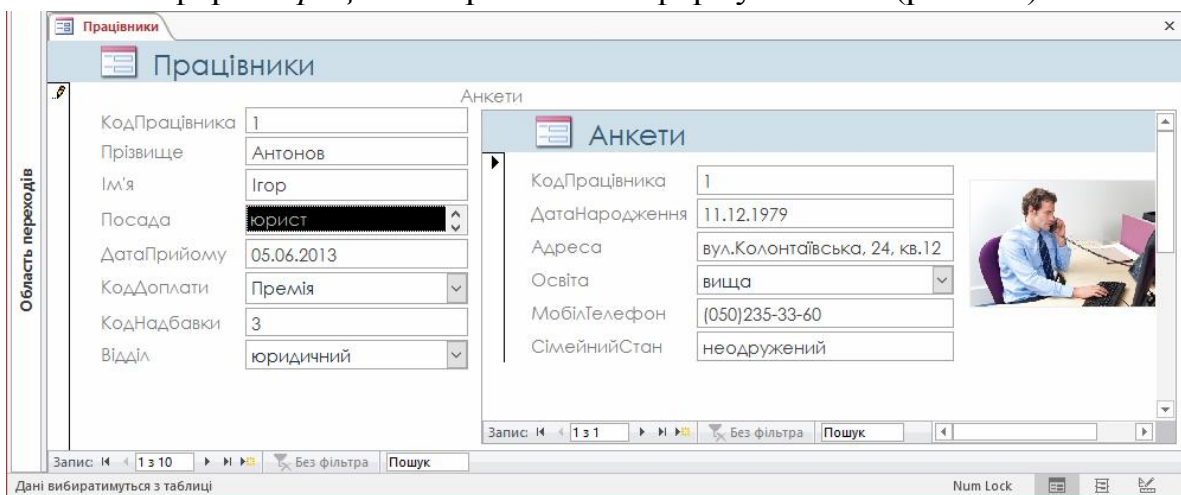 Працівники
Працівники
Анкети
КодПрацівника 1
Прізвище Антонов
Ім'я Ігор
Посада юрист
ДатаПрийому 05.06.2013
КодДоплати Премія
КодНадбавки 3
Відділ юридичний
Анкети
КодПрацівника 1
ДатаНародження 11.12.1979
Адреса вул.Колонтаївська, 24, кв.12
Освіта вища
МобілТелефон (050)235-33-60
СімейнийСтан неодружений
Запис: 1 з 1 Без фільтра Пошук
Запис: 1 з 10 Без фільтра Пошук
Область переходів
Дані вибиратимуться з таблиці Num Lock